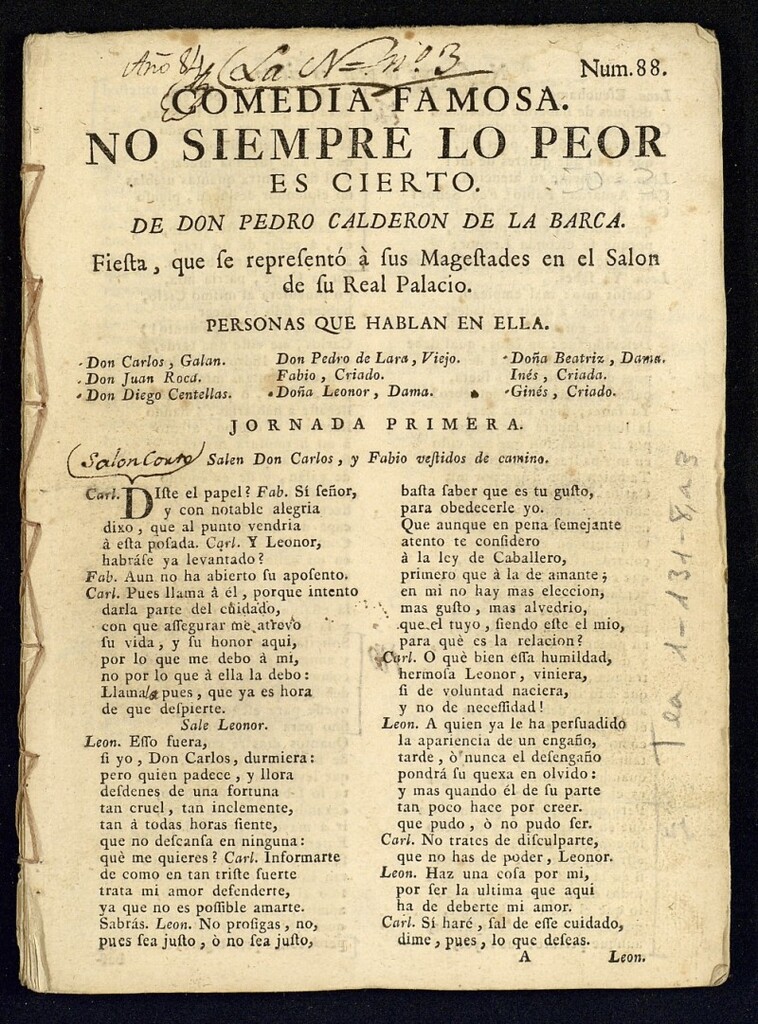 Año 84 La N= nº 3
Num. 88.
COMEDIA FAMOSA.
NO SIEMPRE LO PEOR
ES CIERTO.
DE DON PEDRO CALDERON DE LA BARCA.
Fieſta, que ſe repreſentó à ſus Mageſtades en el Salon
de ſu Real Palacio.
PERSONAS QUE HABLAN EN ELLA.
Don Carlos, Galan. Don Pedro de Lara, Viejo. Doña Beatriz, Dama.
Don Juan Roca. Fabio, Criado. Inés, Criada.
Don Diego Centellas. Doña Leonor, Dama. Ginés, Criado.
JORNADA PRIMERA.
Salon Corto Salen Don Carlos, y Fabio veſtidos de camino.
Carl. DIſte el papel? Fab. Sí ſeñor,
y con notable alegria
dixo, que al punto vendria
à eſta poſada. Carl. Y Leonor,
habráſe ya levantado?
Fab. Aun no ha abierto ſu apoſento.
Carl. Pues llama à él, porque intento
darla parte del cuidado,
con que aſſegurar me atrevo
ſu vida, y ſu honor aqui,
por lo que me debo à mí,
no por lo que à ella la debo:
Llamala pues, que ya es hora
de que deſpierte.
Sale Leonor.
Leon. Eſſo fuera,
ſi yo, Don Carlos, durmiera:
pero quien padece, y llora
deſdenes de una fortuna
tan cruel, tan inclemente,
tan à todas horas ſiente,
que no deſcanſa en ninguna:
què me quieres? Carl. Informarte
de como en tan triſte ſuerte
trata mi amor defenderte,
ya que no es poſſible amarte.
Sabrás. Leon. No proſigas, no,
pues ſea juſto, ò no ſea juſto,
baſta ſaber que es tu guſto,
para obedecerle yo.
Que aunque en pena ſemejante
atento te conſidero
à la ley de Caballero,
primero que à la de amante;
en mi no hay mas eleccion,
mas guſto, mas alvedrio,
que el tuyo, ſiendo eſte el mio,
para què es la relacion?
Carl. O què bien eſſa humildad,
hermoſa Leonor, viniera,
ſi de voluntad naciera,
y no de neceſſidad!
Leon. A quien ya le ha perſuadido
la apariencia de un engaño,
tarde, ò nunca el deſengaño
pondrá ſu quexa en olvido:
y mas quando él de ſu parte
tan poco hace por creer.
que pudo, ò no pudo ſer.
Carl. No trates de diſculparte,
que no has de poder, Leonor.
Leon. Haz una coſa por mi,
por ſer la ultima que aqui
ha de deberte mi amor.
Carl. Sí haré, ſal de eſſe cuidado,
dime, pues, lo que deſeas.
A Leon.
Tea 1-131-8, a3